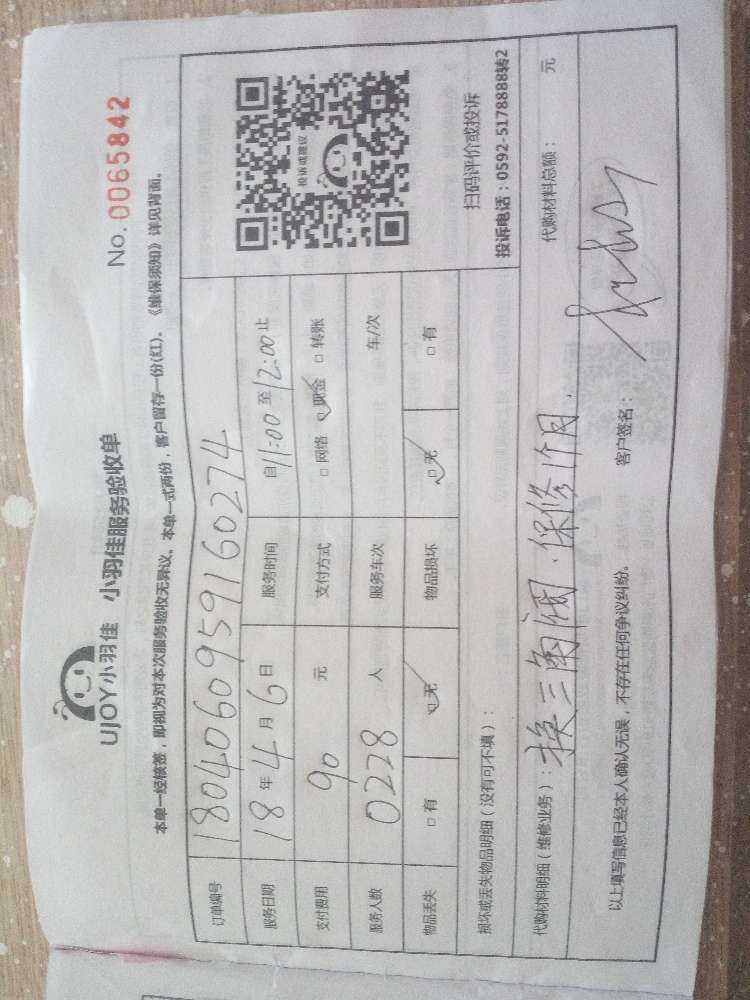 UJOY小羽佳 小羽佳服务验收单
No. 0065842
本单一经核签，即视为对本次服务验收无异议。本单一式两份，客户留存一份(红)。《维保须知》详见背面。
订单编号 180406095916027​4
服务日期 18年4月6日 服务时间 自11:00至12:00止
支付费用 90 元 支付方式 □网络 □现金 □转账
服务人数 0228 人 服务车次 车/次
物品丢失 □有 □无 物品损坏 □无 □有
投诉或建议
扫码评价或投诉
投诉电话：0592-5178888转2
损坏或丢失物品明细（没有可不填）：
代购材料明细（维修业务）：换三角阀.保修1个月. 代购材料总额： 元
以上填写信息已经本人确认无误，不存在任何争议纠纷。 客户签名：